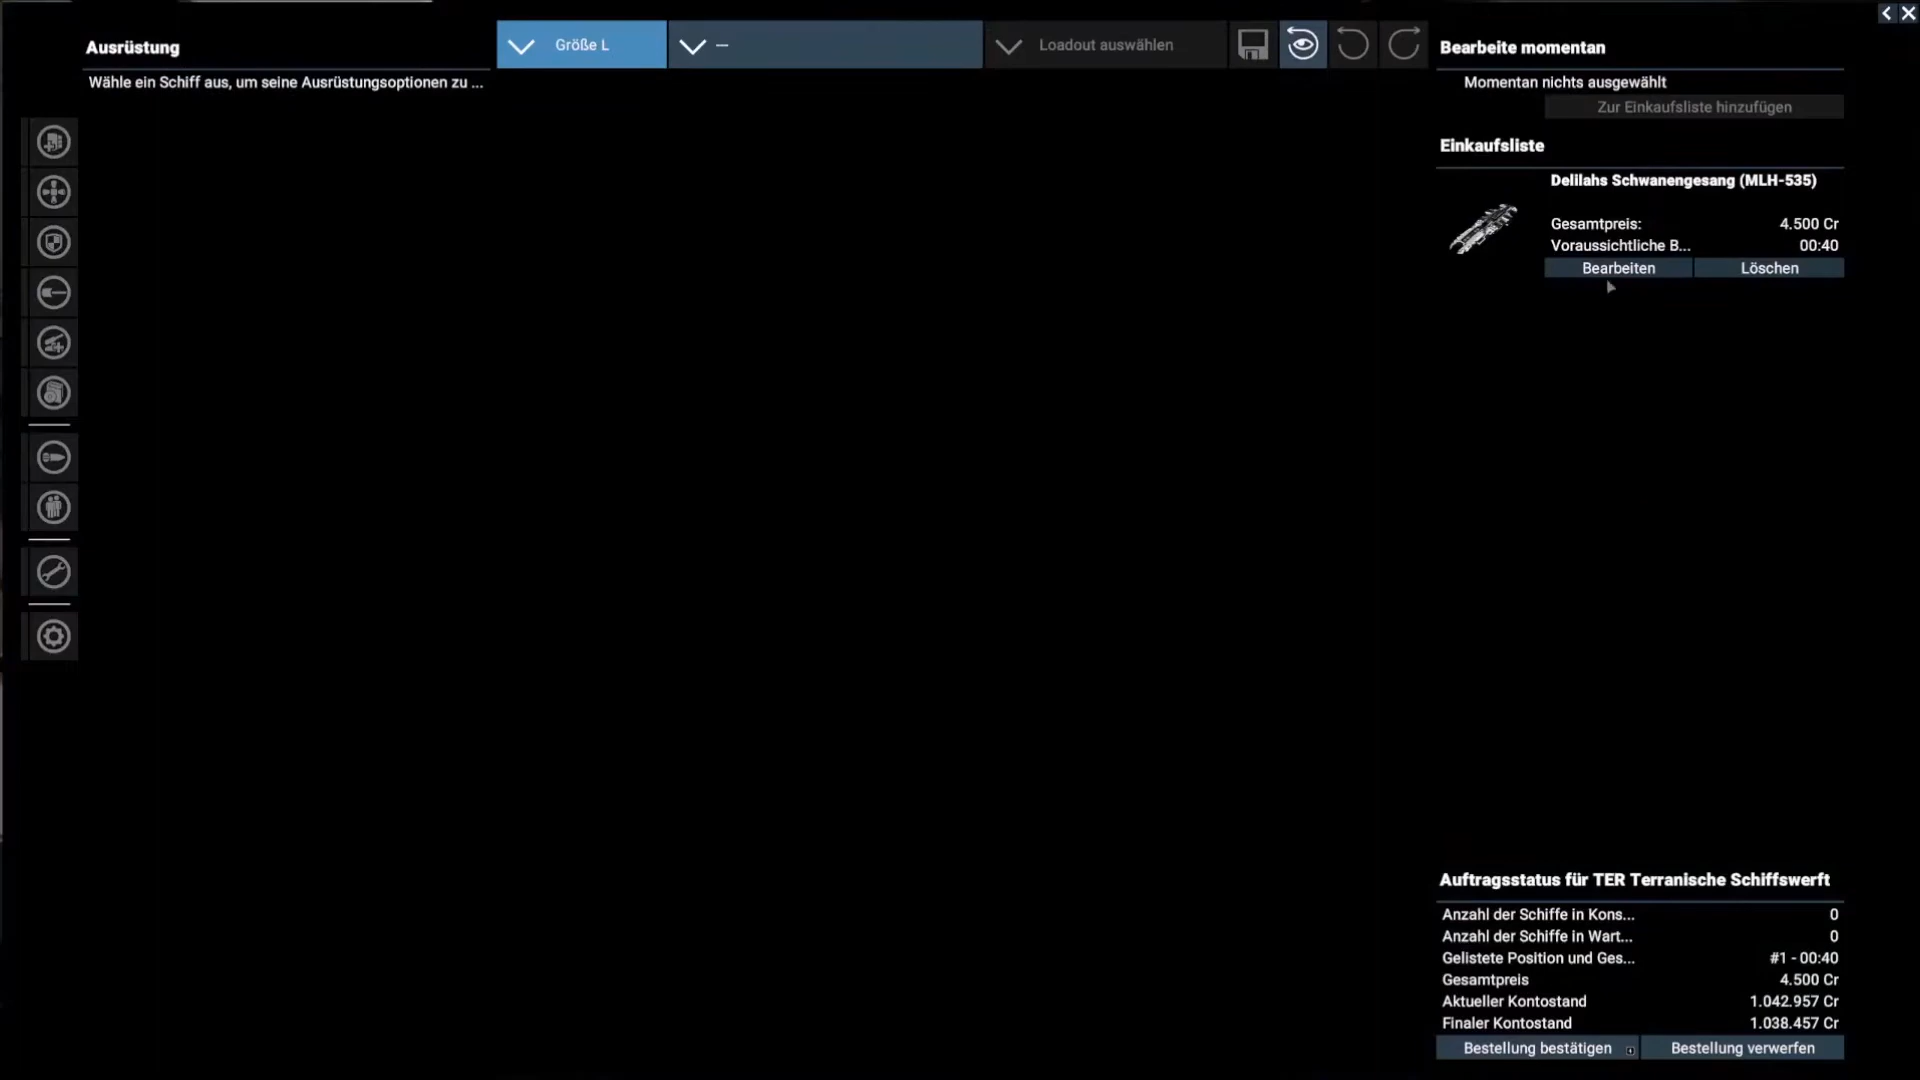 Ausrüstung
Wähle ein Schiff aus, um seine Ausrüstungsoptionen zu ...
Größe L
---
Loadout auswählen
Bearbeite momentan
Momentan nichts ausgewählt
Zur Einkaufsliste hinzufügen
Einkaufsliste
Delilahs Schwanengesang (MLH-535)
Gesamtpreis: 4.500 Cr
Voraussichtliche B... 00:40
Bearbeiten Löschen
Auftragsstatus für TER Terranische Schiffswerft
Anzahl der Schiffe in Kons... 0
Anzahl der Schiffe in Wart... 0
Gelistete Position und Ges... #1 - 00:40
Gesamtpreis 4.500 Cr
Aktueller Kontostand 1.042.957 Cr
Finaler Kontostand 1.038.457 Cr
Bestellung bestätigen Bestellung verwerfen